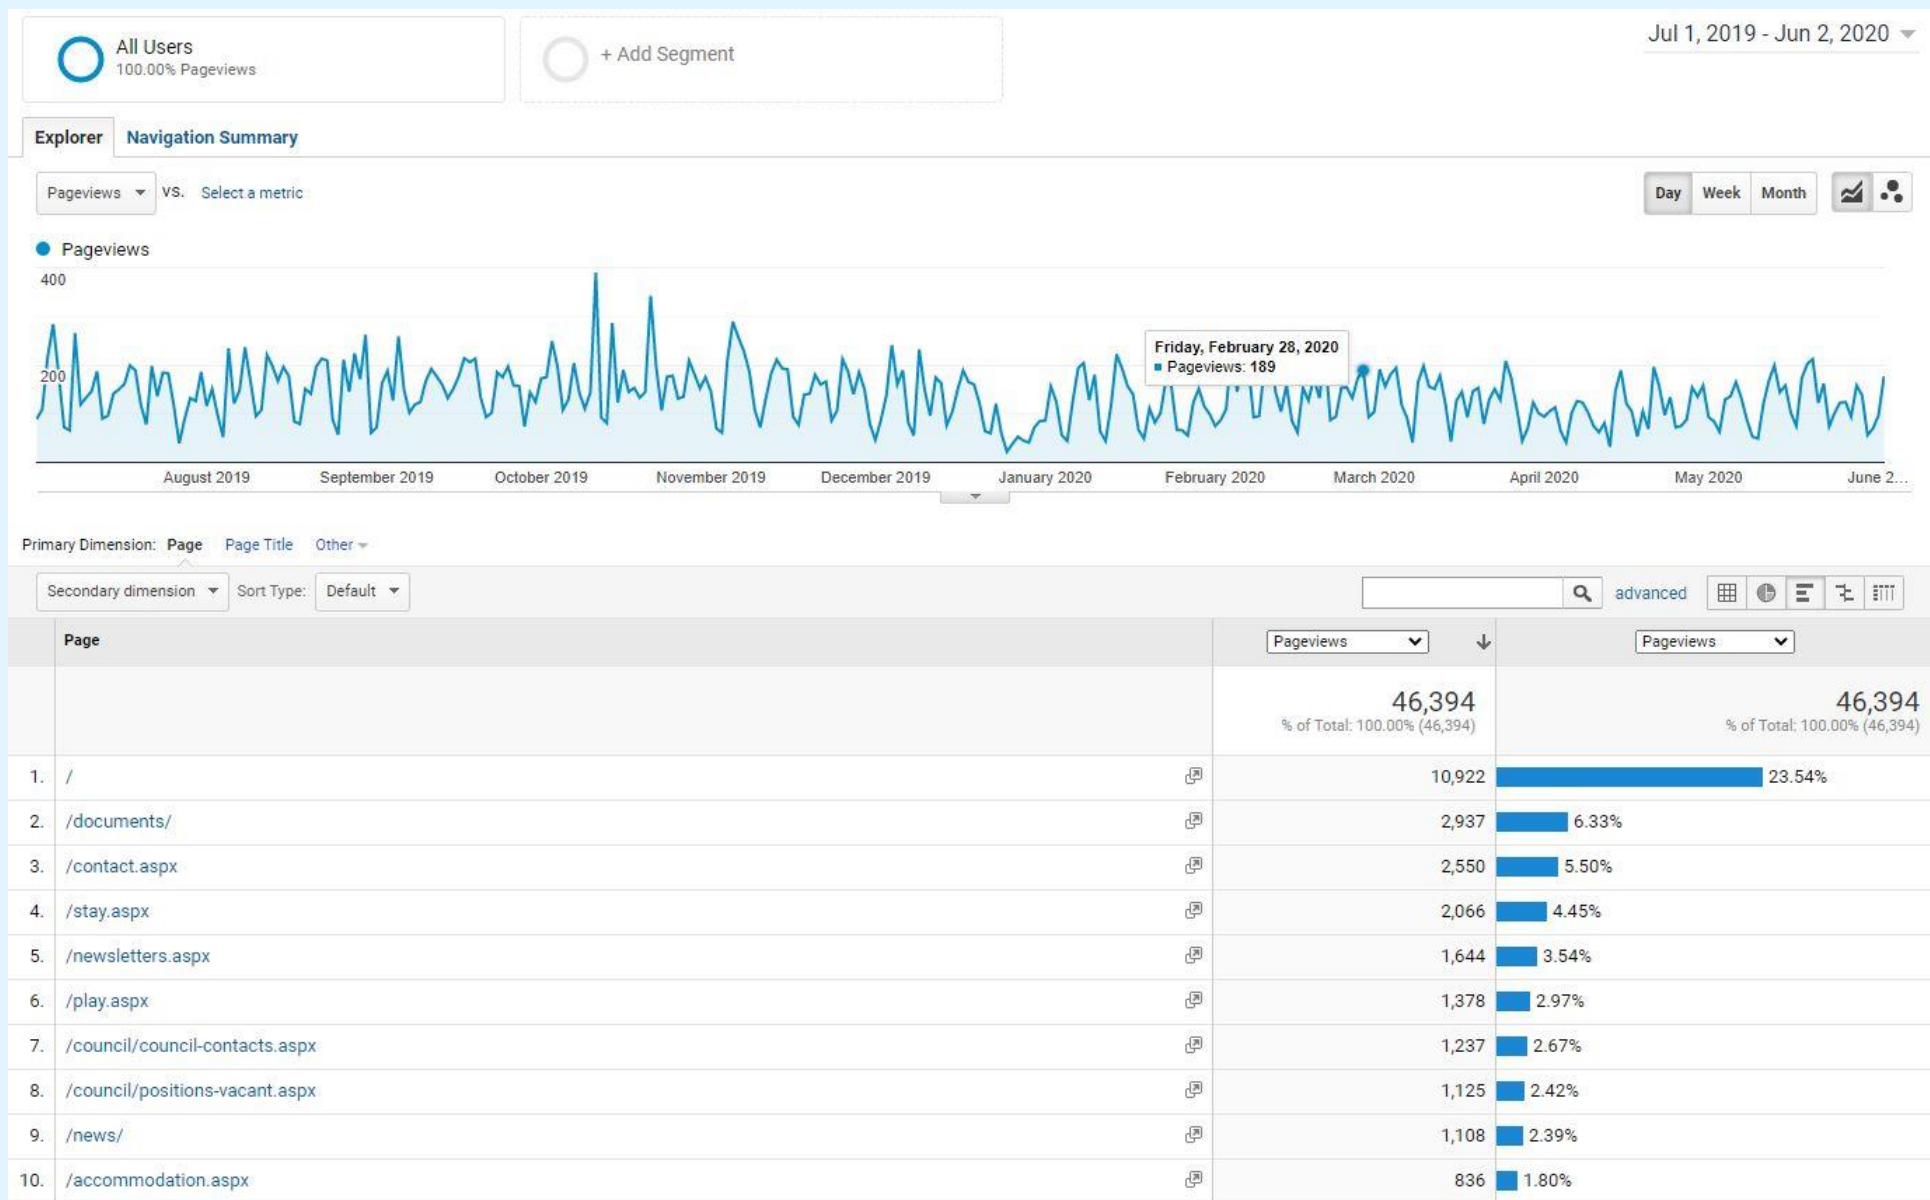 All Users
100.00% Pageviews
+ Add Segment
Jul 1, 2019 - Jun 2, 2020
Explorer Navigation Summary
Pageviews VS. Select a metric
Day Week Month
Pageviews
400
200
Friday, February 28, 2020
Pageviews: 189
August 2019 September 2019 October 2019 November 2019 December 2019 January 2020 February 2020 March 2020 April 2020 May 2020 June 2...
Primary Dimension: Page Page Title Other
Secondary dimension Sort Type: Default advanced
Page Pageviews Pageviews
46,394 46,394
% of Total: 100.00% (46,394) % of Total: 100.00% (46,394)
1. / 10,922 23.54%
2. /documents/ 2,937 6.33%
3. /contact.aspx 2,550 5.50%
4. /stay.aspx 2,066 4.45%
5. /newsletters.aspx 1,644 3.54%
6. /play.aspx 1,378 2.97%
7. /council/council-contacts.aspx 1,237 2.67%
8. /council/positions-vacant.aspx 1,125 2.42%
9. /news/ 1,108 2.39%
10. /accommodation.aspx 836 1.80%